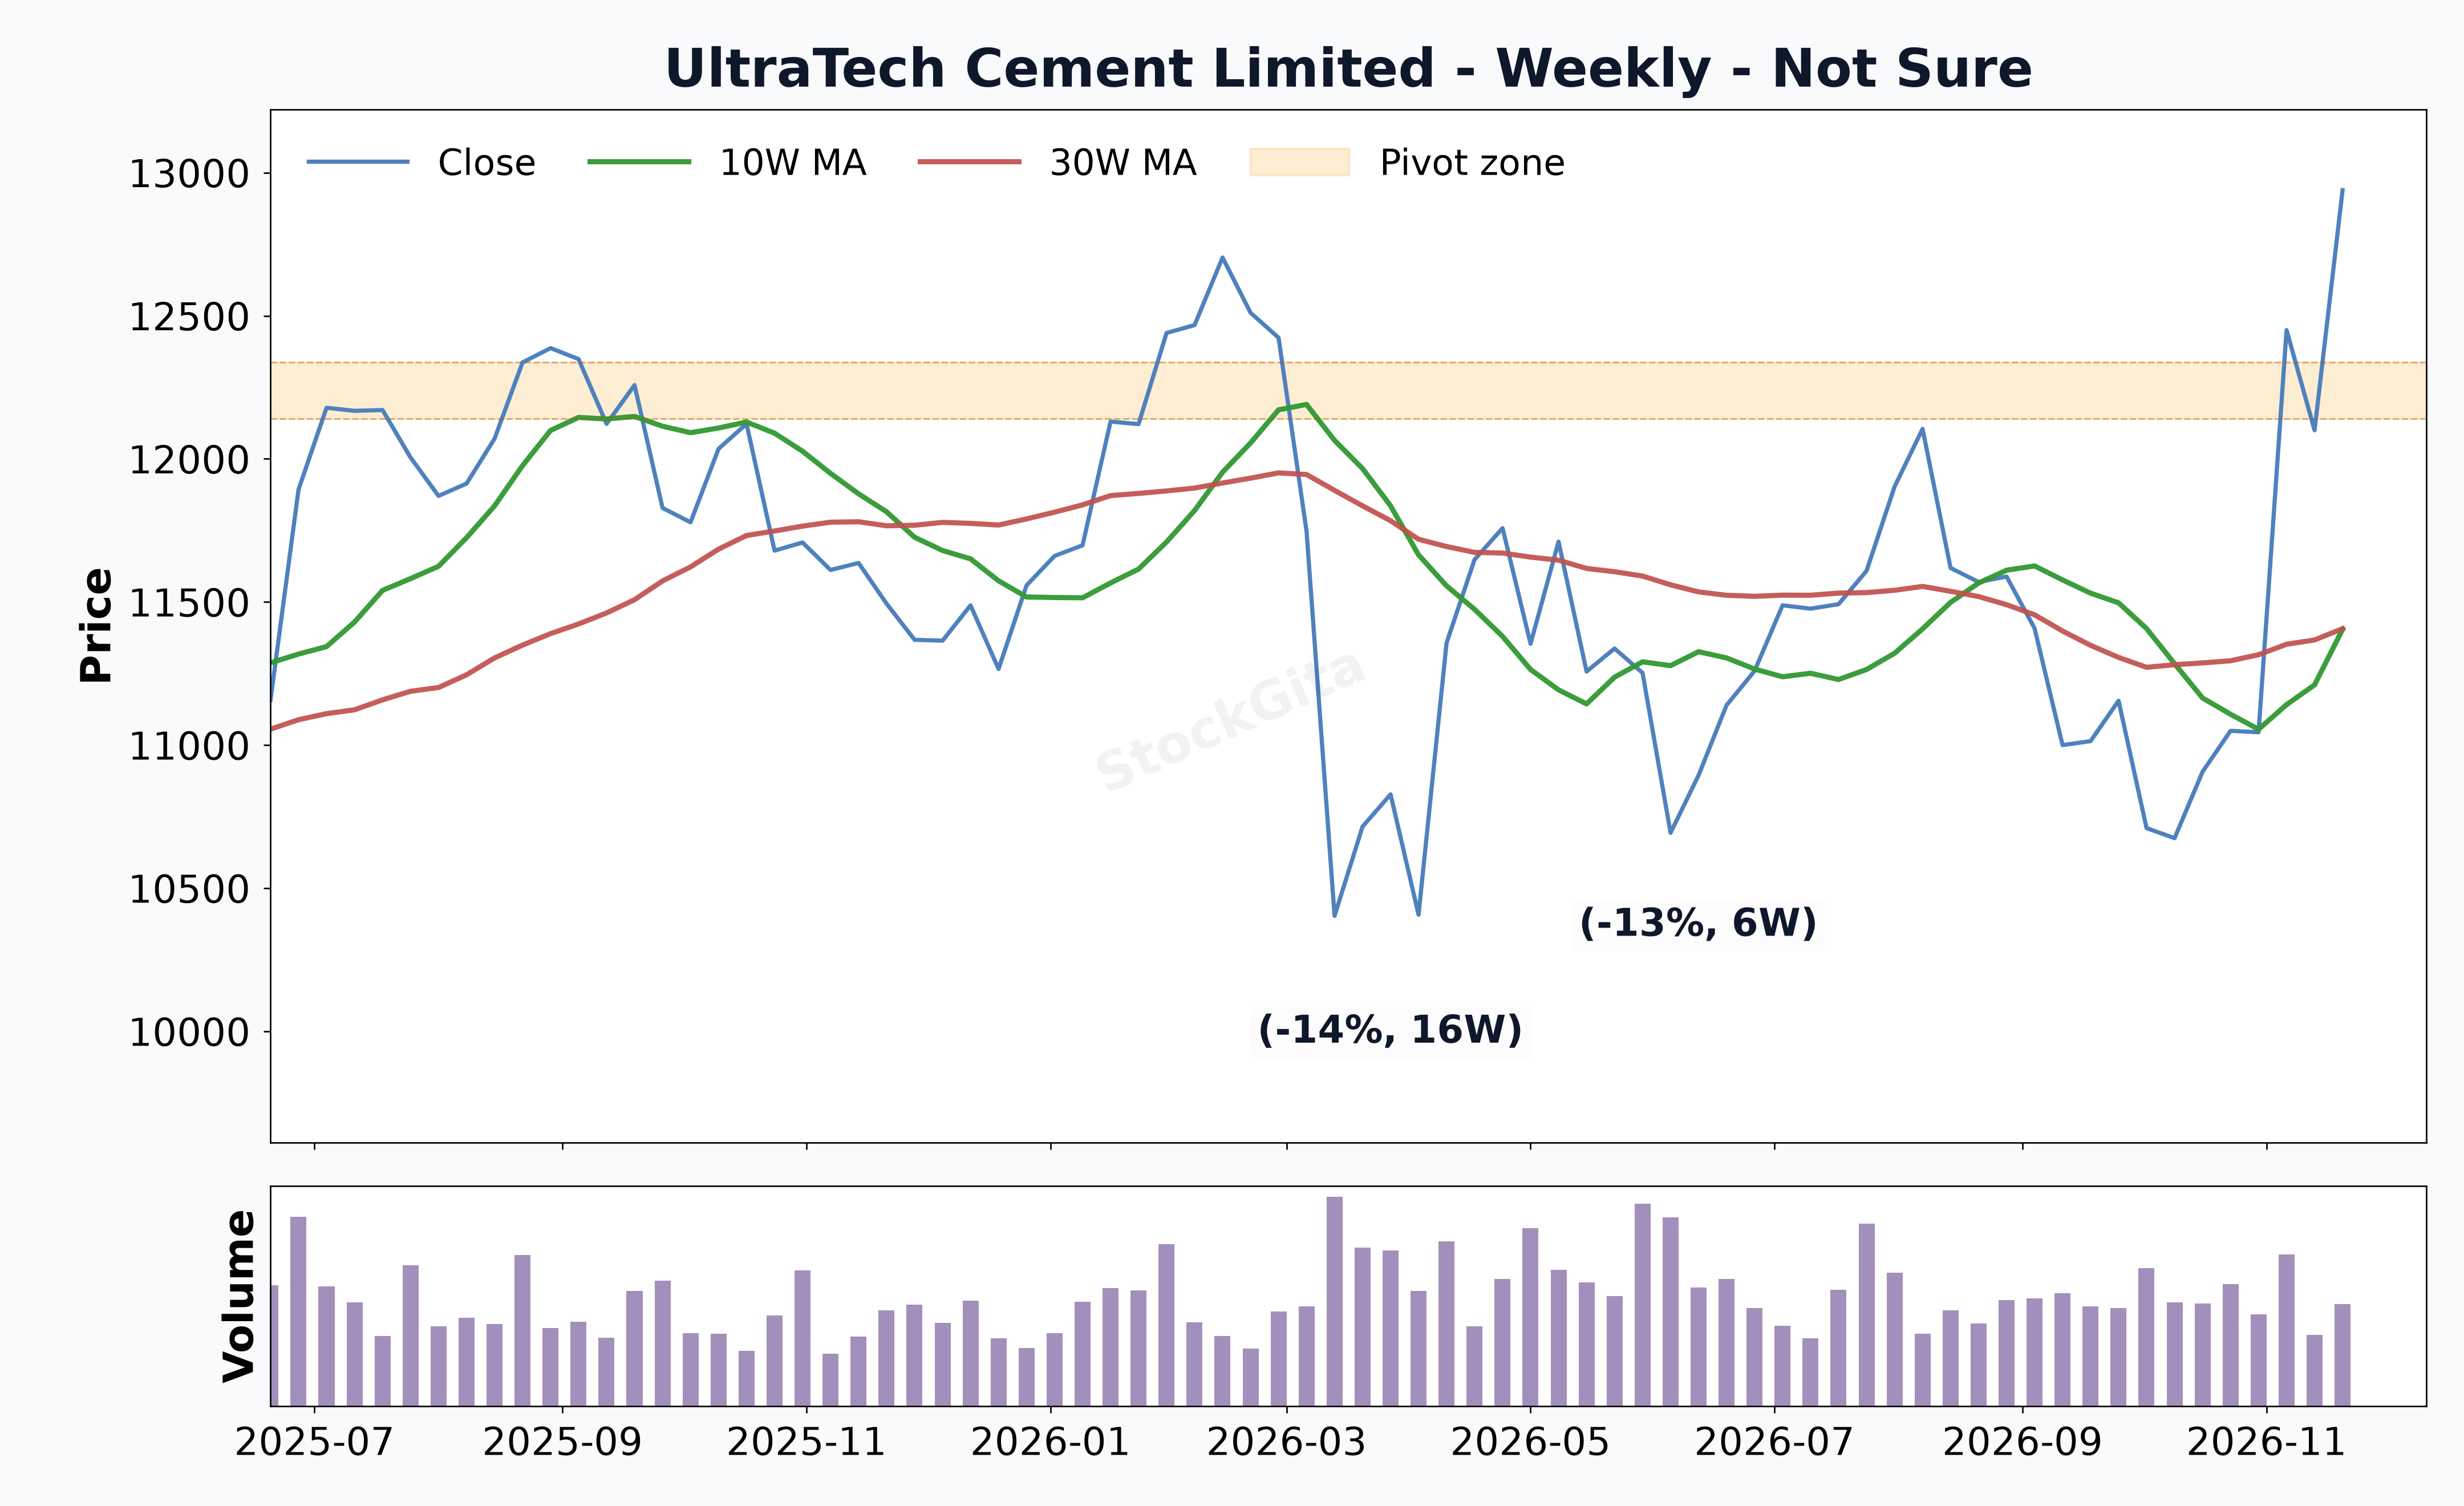 UltraTech Cement Limited - Weekly - Not Sure
Close 10W MA 30W MA Pivot zone
13000
12500
12000
11500
11000
10500
10000
Price
StockGita
(-13%, 6W)
(-14%, 16W)
Volume
2025-07 2025-09 2025-11 2026-01 2026-03 2026-05 2026-07 2026-09 2026-11